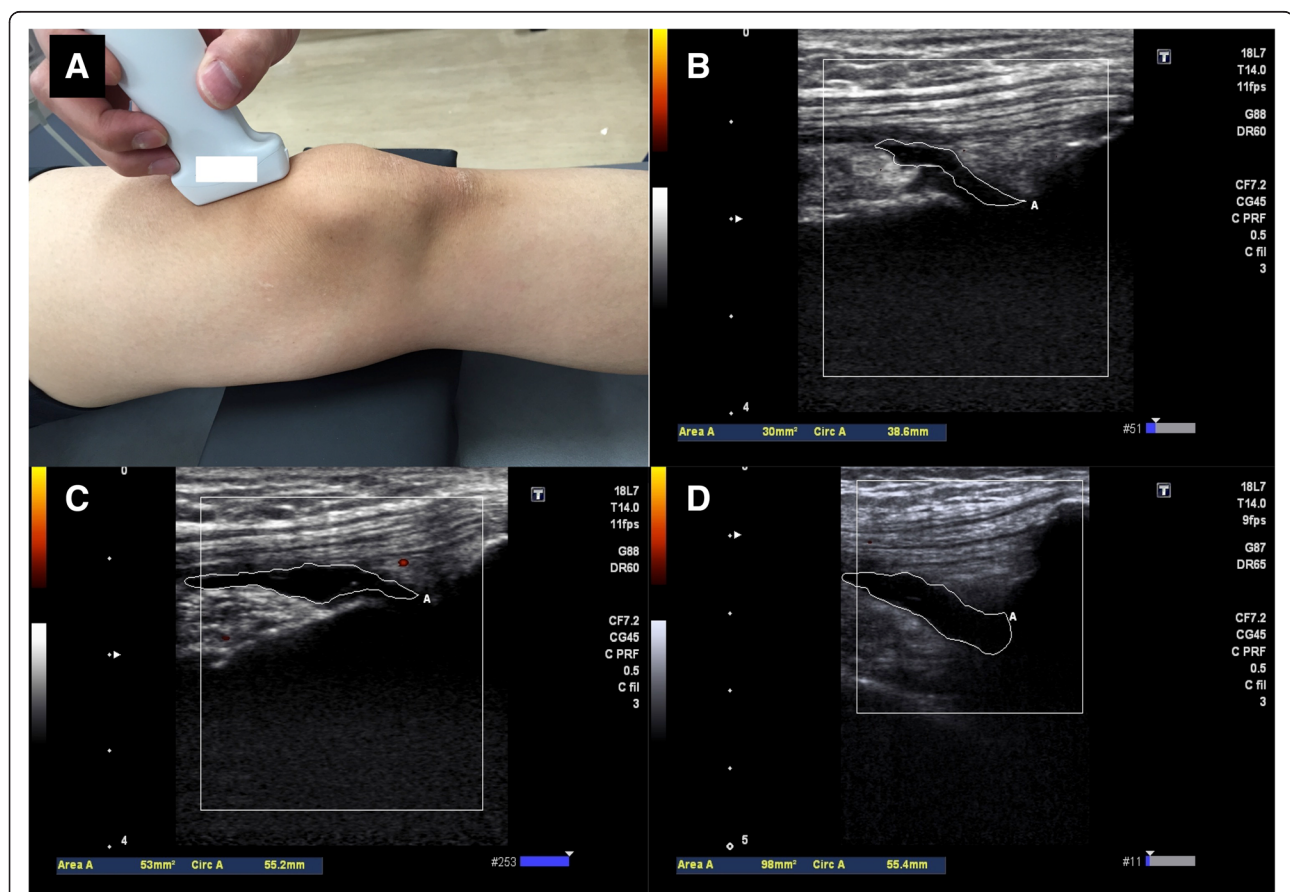 A
B
0
18L7
T14.0
11fps
G88
DR60
CF7.2
CG45
C PRF
0.5
C fil
3
A
4
Area A 30mm² Circ A 38.6mm
#51
C
0
18L7
T14.0
11fps
G88
DR60
CF7.2
CG45
C PRF
0.5
C fil
3
A
4
Area A 53mm² Circ A 55.2mm
#253
D
18L7
T14.0
9fps
G87
DR65
CF7.2
CG45
C PRF
0.5
C fil
3
A
5
Area A 98mm² Circ A 55.4mm
#11